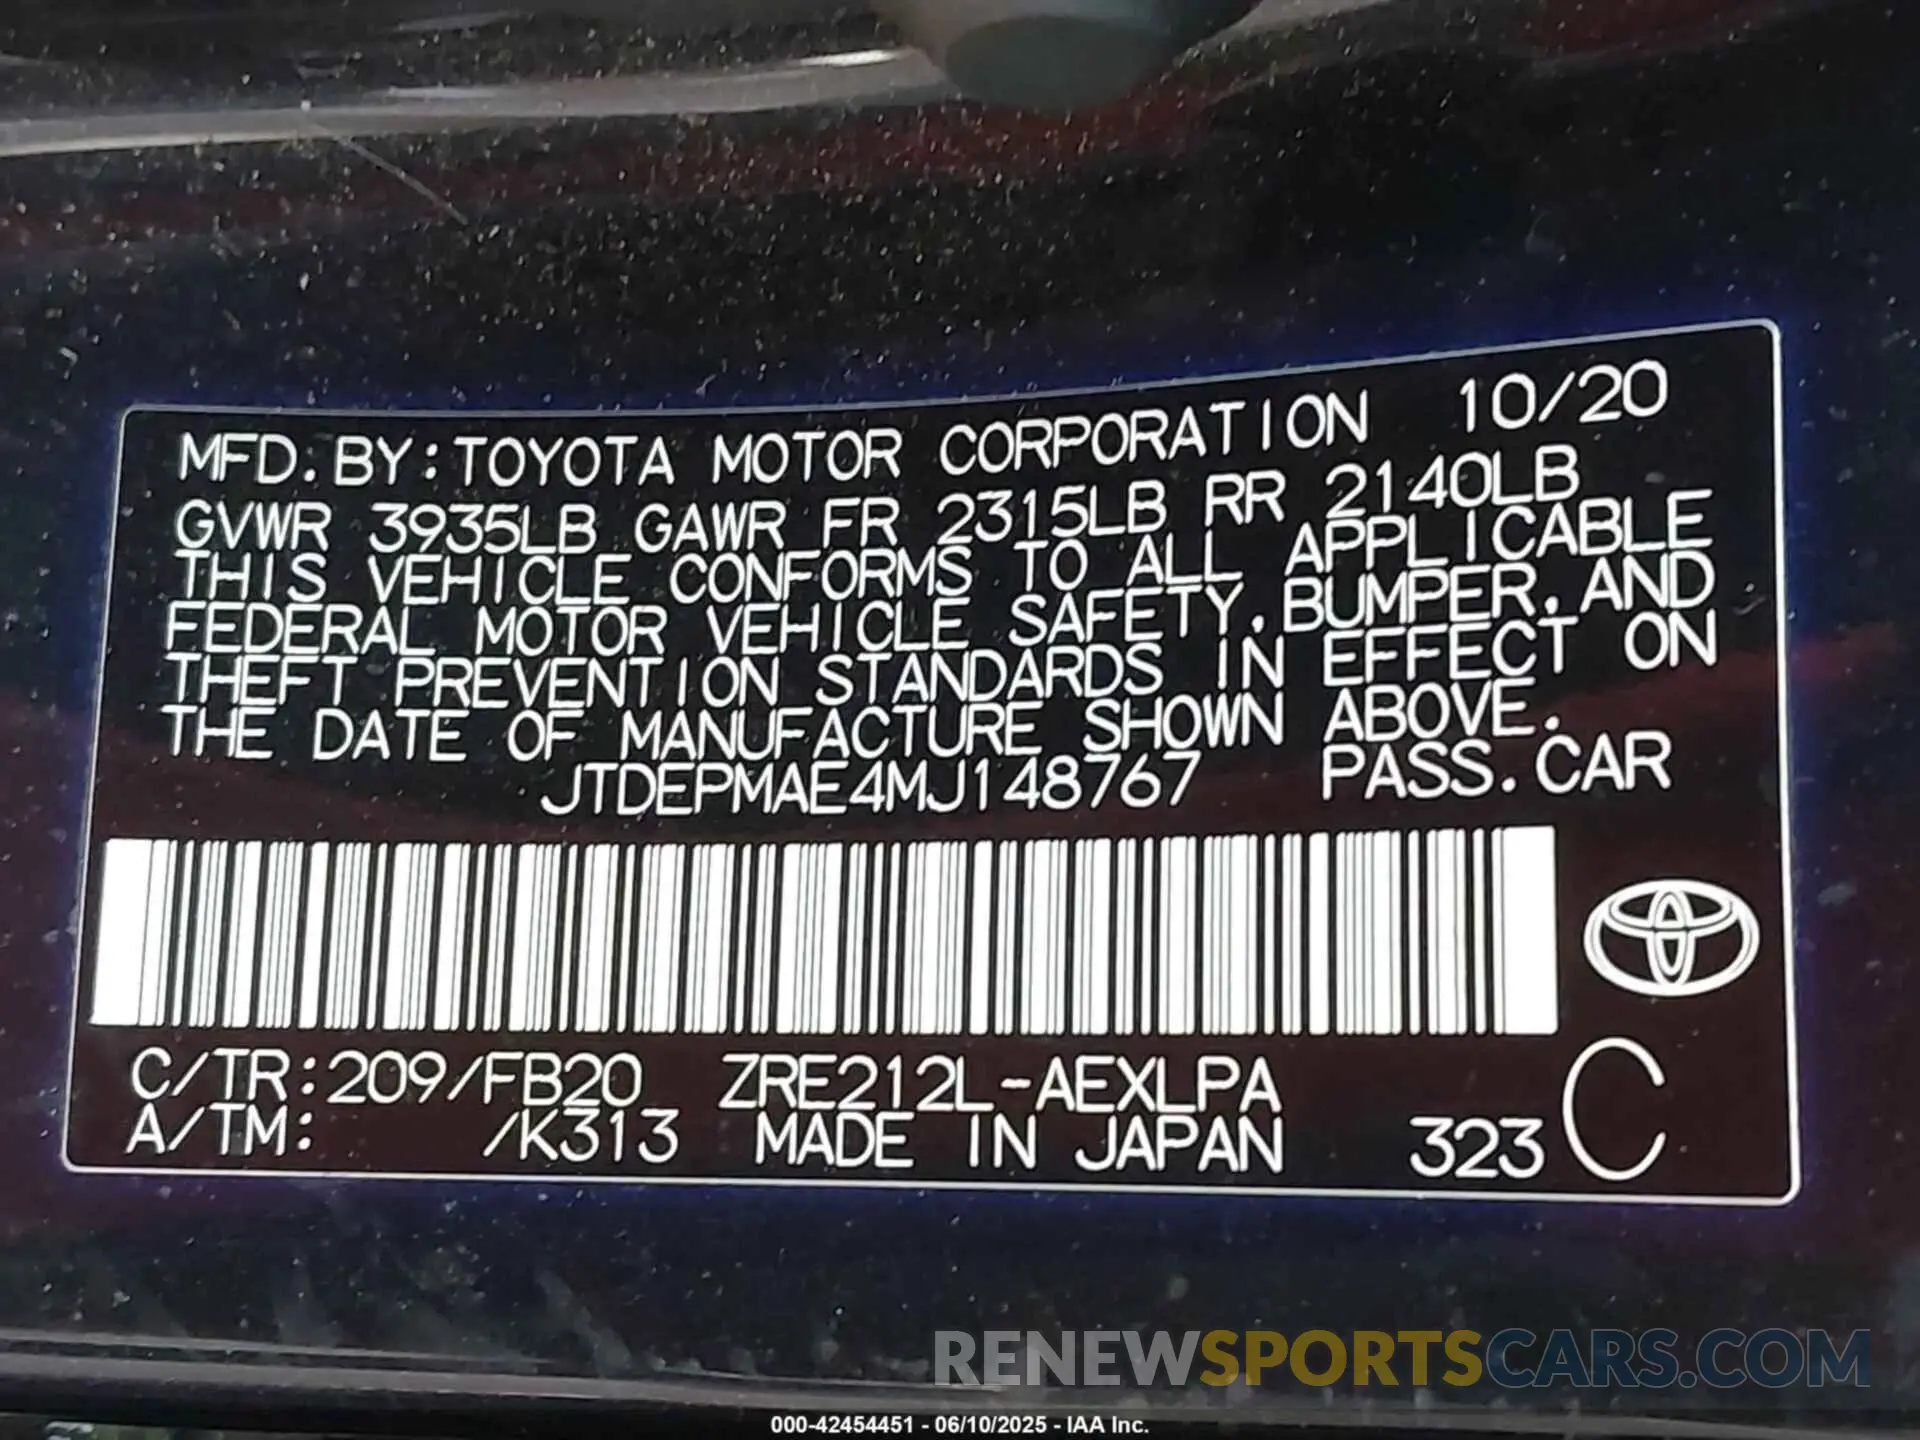 MFD. BY: TOYOTA MOTOR CORPORATION 10/20
GVWR 3935LB GAWR FR 2315LB RR 2140LB
THIS VEHICLE CONFORMS TO ALL APPLICABLE
FEDERAL MOTOR VEHICLE SAFETY, BUMPER, AND
THEFT PREVENTION STANDARDS IN EFFECT ON
THE DATE OF MANUFACTURE SHOWN ABOVE.
JTDEPMAE4MJ148767 PASS. CAR
C/TR: 209/FB20 ZRE212L-AEXLPA
A/TM: /K313 MADE IN JAPAN 323 C
RENEWSPORTSCARS.COM
000-42454451 - 06/10/2025 - IAA Inc.